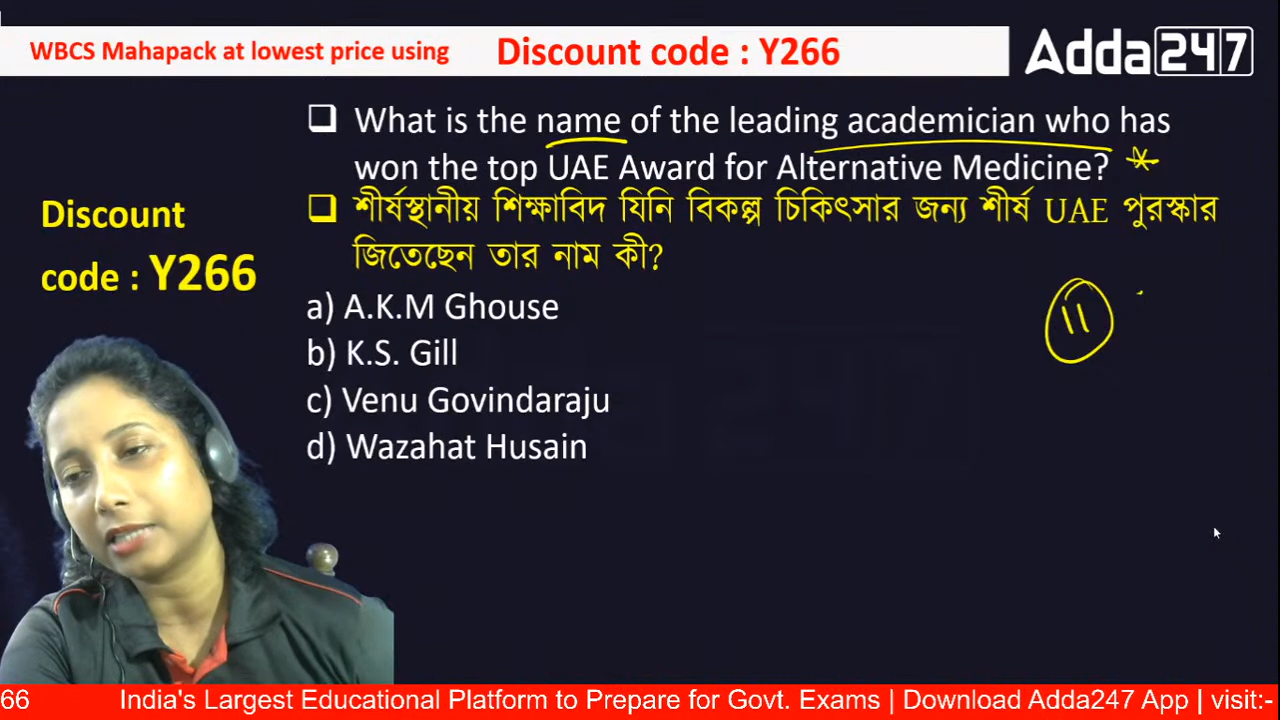 WBCS Mahapack at lowest price using
Discount code : Y266
Adda247
What is the name of the leading academician who has
won the top UAE Award for Alternative Medicine?
শীর্ষস্থানীয় শিক্ষাবিদ যিনি বিকল্প চিকিৎসার জন্য শীর্ষ UAE পুরস্কার
জিতেছেন তার নাম কী?
Discount
code : Y266
a) A.K.M Ghouse
b) K.S. Gill
c) Venu Govindaraju
d) Wazahat Husain
11
66
India's Largest Educational Platform to Prepare for Govt. Exams | Download Adda247 App | visit:-